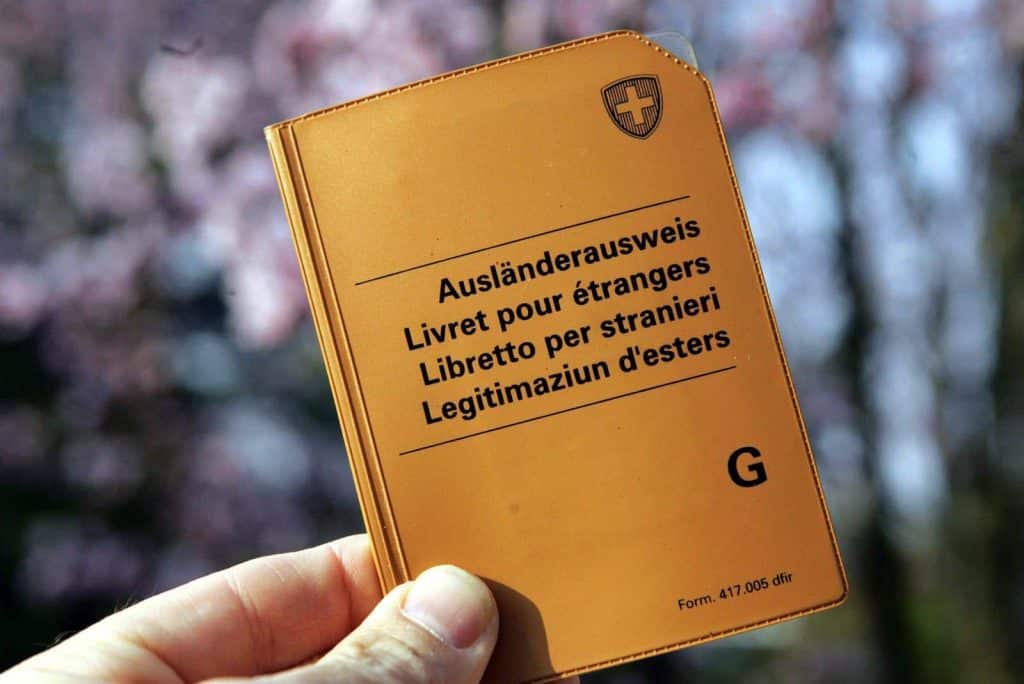 Ausländerausweis
Livret pour étrangers
Libretto per stranieri
Legitimaziun d'esters
G
Form. 417.005 dfir